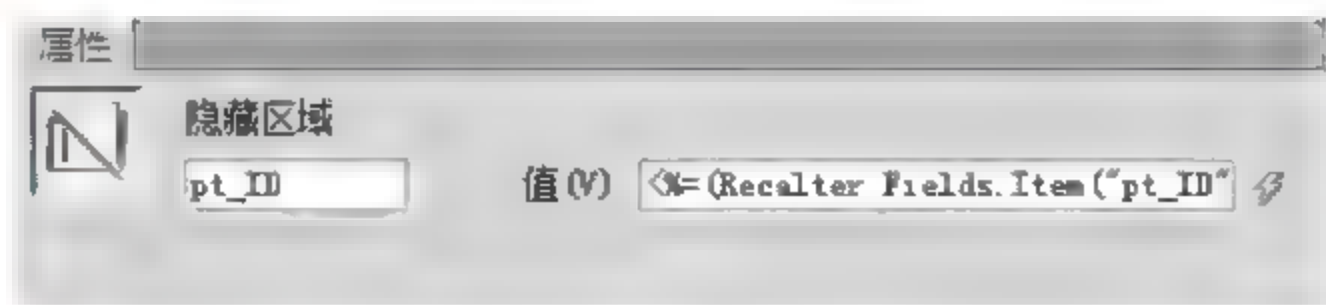 属性
隐藏区域
pt_ID 值(V) <%=(Recalter Fields.Item("pt_ID"